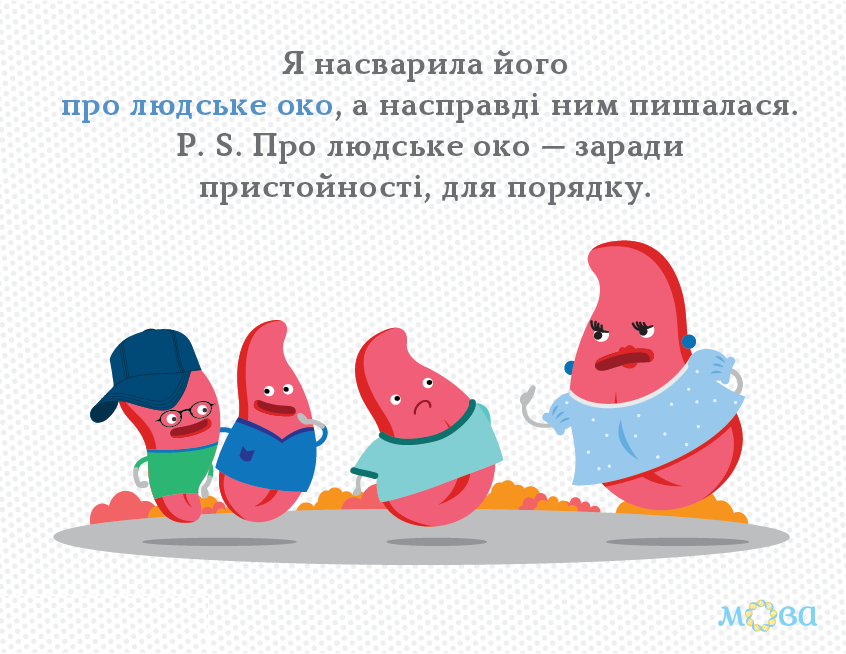 Я насварила його
про людське око, а насправді ним пишалася.
P. S. Про людське око — заради
пристойності, для порядку.
мова